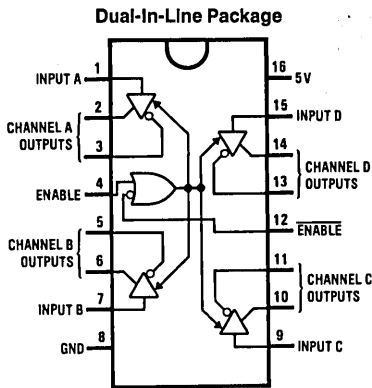 Dual-In-Line Package
1
INPUT A
2
CHANNEL A
OUTPUTS
3
4
ENABLE
5
CHANNEL B
OUTPUTS
6
7
INPUT B
8
GND
16
5V
15
INPUT D
14
CHANNEL D
OUTPUTS
13
12
ENABLE
11
CHANNEL C
OUTPUTS
10
9
INPUT C